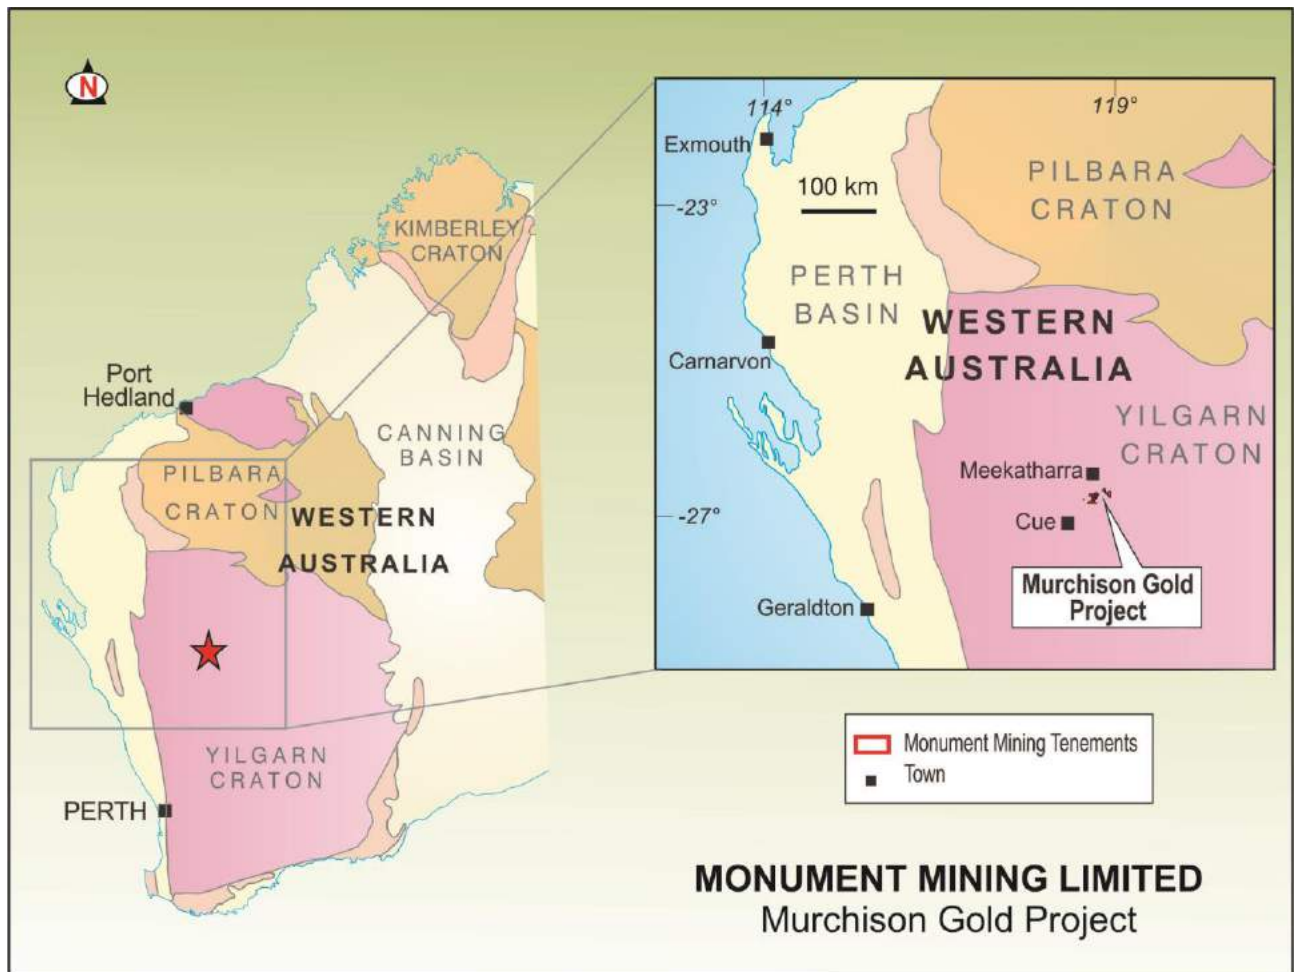 N
KIMBERLEY
CRATON
Port
Hedland
CANNING
BASIN
PILBARA
CRATON
WESTERN
AUSTRALIA
YILGARN
CRATON
PERTH
114°
119°
Exmouth
100 km
PILBARA
CRATON
-23°
PERTH
BASIN
WESTERN
AUSTRALIA
Carnarvon
YILGARN
CRATON
Meekatharra
-27°
Cue
Murchison Gold
Project
Geraldton
Monument Mining Tenements
Town
MONUMENT MINING LIMITED
Murchison Gold Project